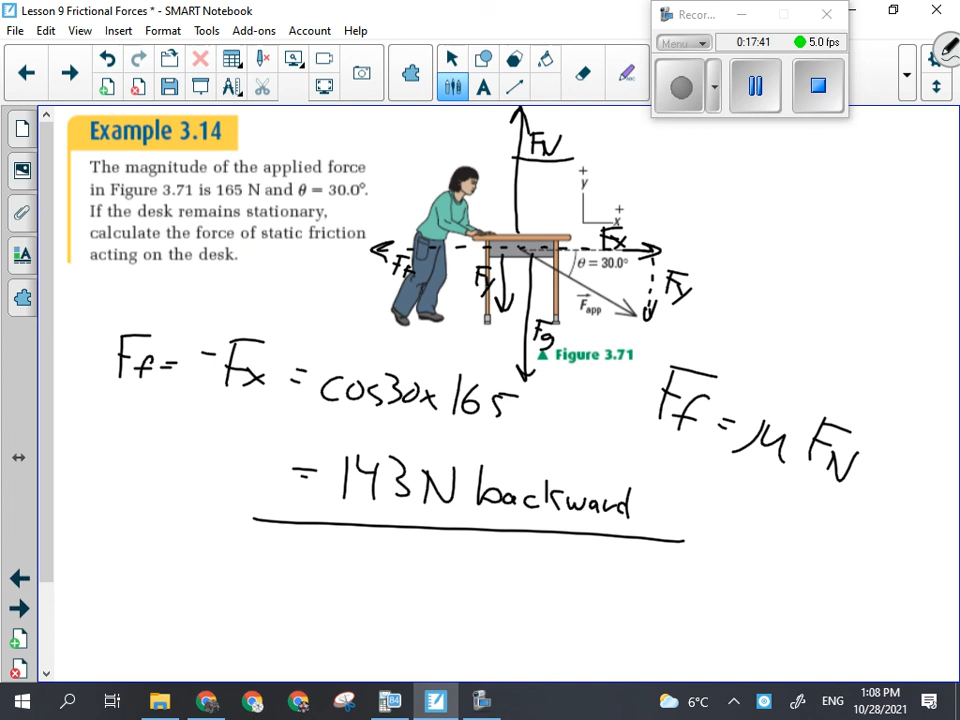 Lesson 9 Frictional Forces * - SMART Notebook
File Edit View Insert Format Tools Add-ons Account Help
Recor...
Menu
0:17:41
5.0 fps
Example 3.14
The magnitude of the applied force
in Figure 3.71 is 165 N and θ = 30.0°.
If the desk remains stationary,
calculate the force of static friction
acting on the desk.
FN
+
y
+
x
Fx
Ff
Fy
θ = 30.0°
Fy
F⃗app
Fg
▲ Figure 3.71
Ff = -Fx = cos30x165
= 143N backward
Ff = μ FN
6°C
ENG
1:08 PM
10/28/2021